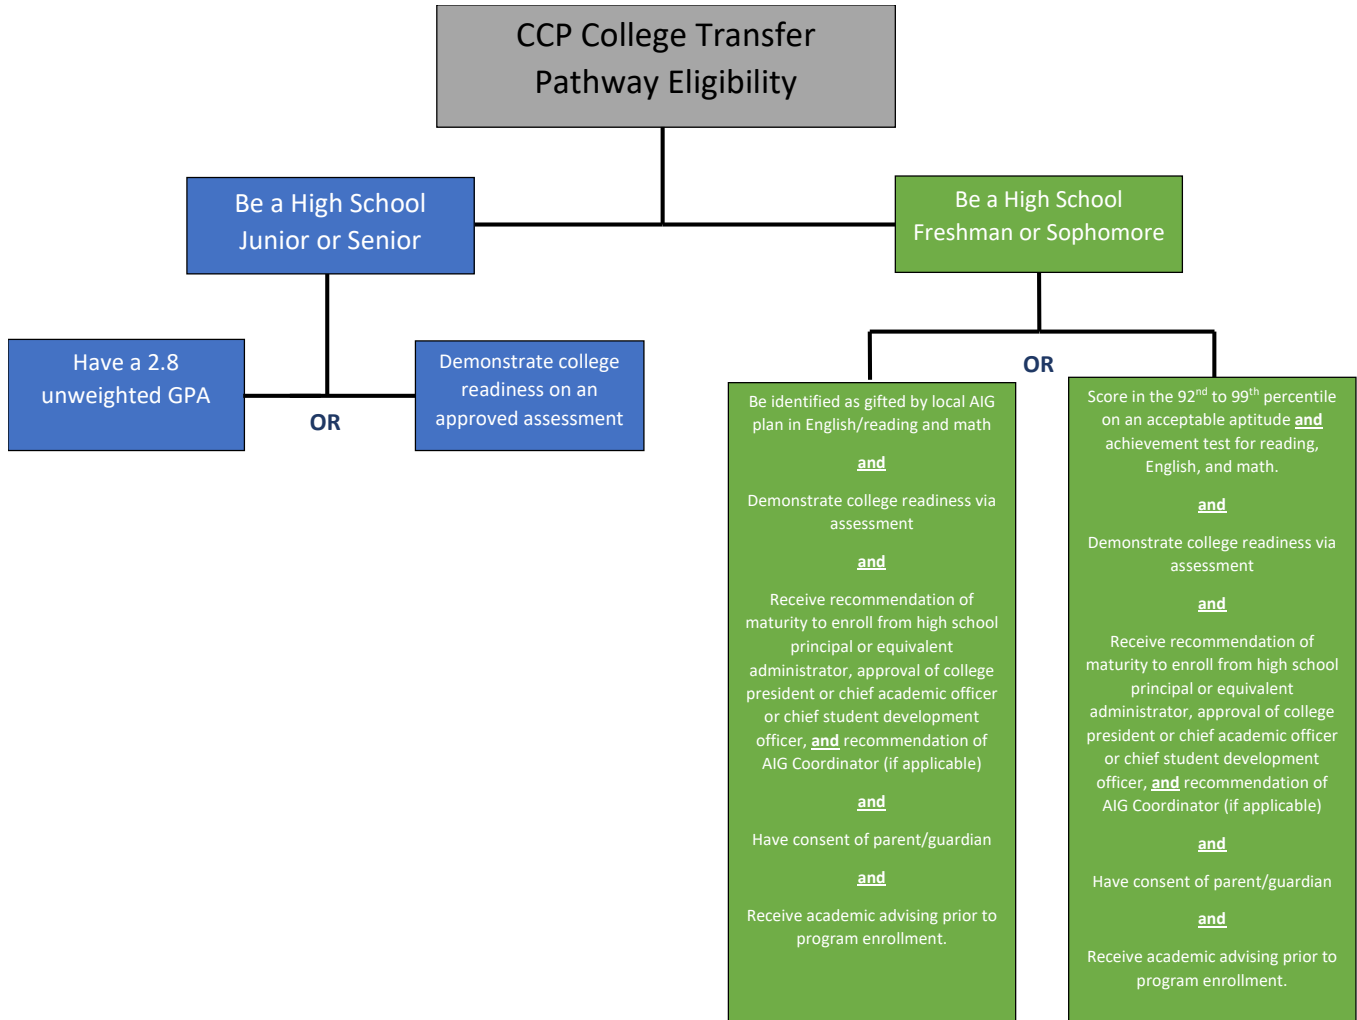 CCP College Transfer
Pathway Eligibility
Be a High School
Junior or Senior
Be a High School
Freshman or Sophomore
Have a 2.8
unweighted GPA
OR
Demonstrate college
readiness on an
approved assessment
OR
Be identified as gifted by local AIG
plan in English/reading and math
and
Demonstrate college readiness via
assessment
and
Receive recommendation of
maturity to enroll from high school
principal or equivalent
administrator, approval of college
president or chief academic officer
or chief student development
officer, and recommendation of
AIG Coordinator (if applicable)
and
Have consent of parent/guardian
and
Receive academic advising prior to
program enrollment.
Score in the 92nd to 99th percentile
on an acceptable aptitude and
achievement test for reading,
English, and math.
and
Demonstrate college readiness via
assessment
and
Receive recommendation of
maturity to enroll from high school
principal or equivalent
administrator, approval of college
president or chief academic officer
or chief student development
officer, and recommendation of
AIG Coordinator (if applicable)
and
Have consent of parent/guardian
and
Receive academic advising prior to
program enrollment.